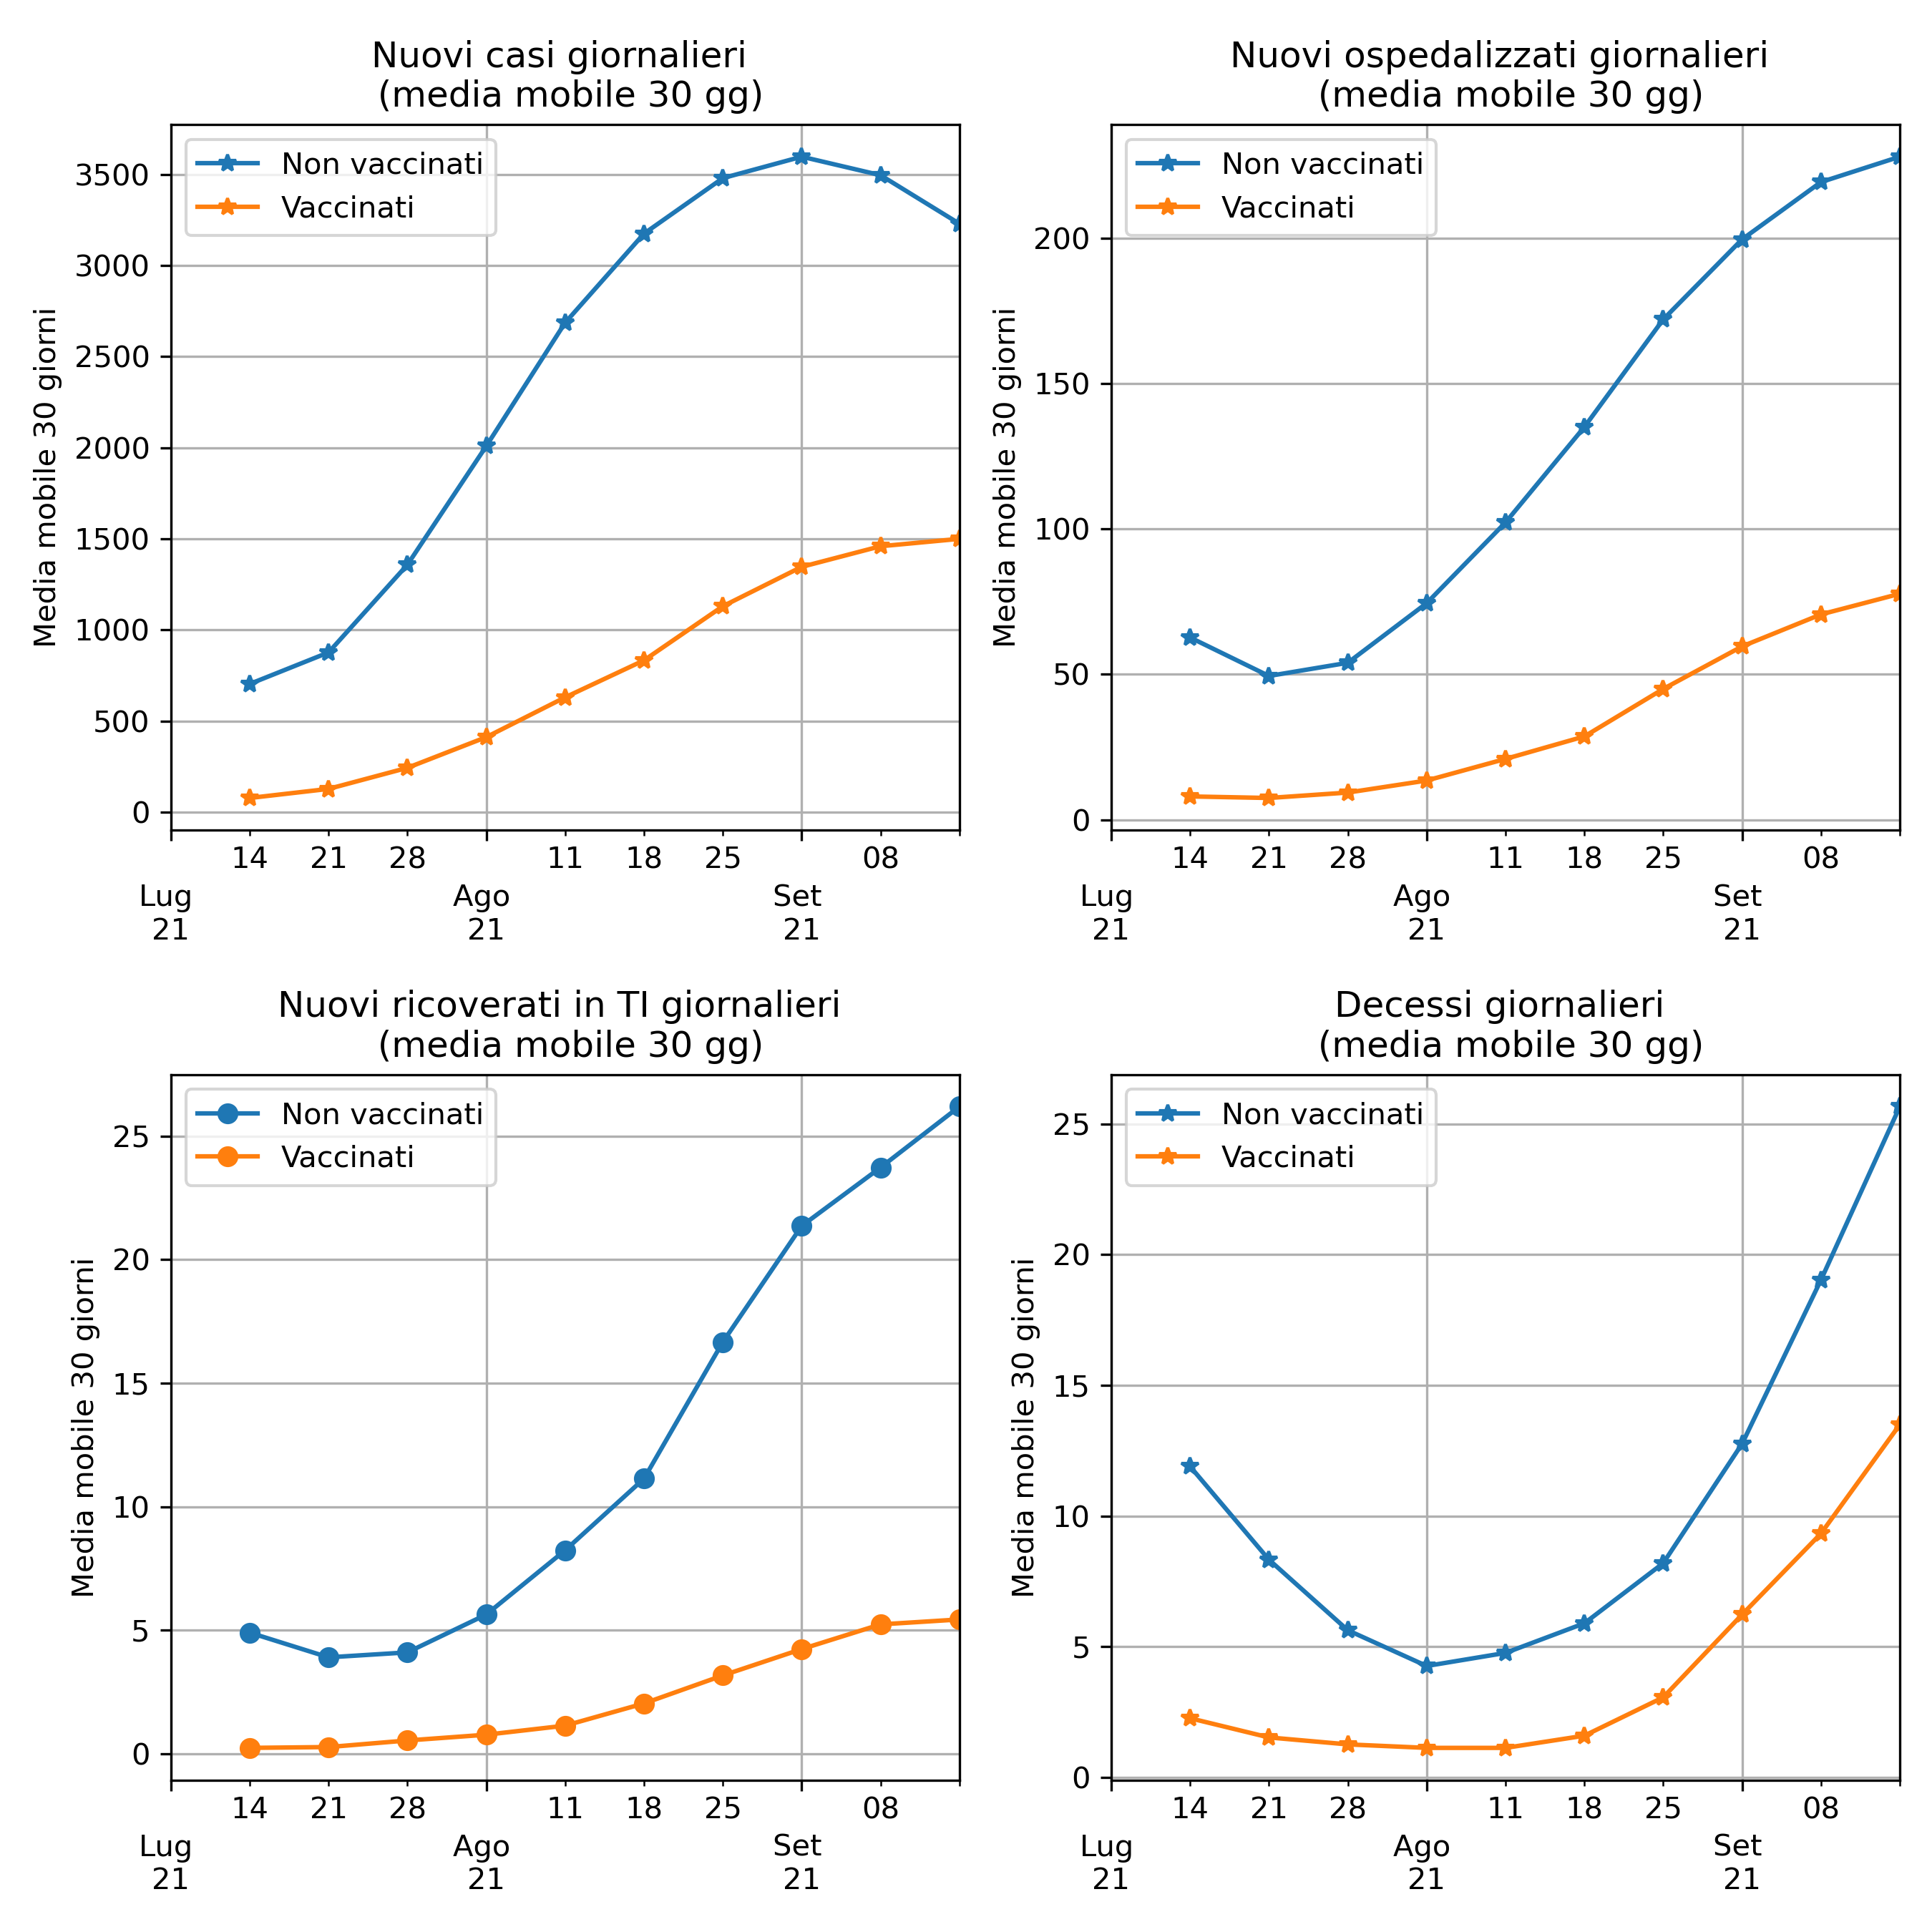 Nuovi casi giornalieri
(media mobile 30 gg)
Media mobile 30 giorni
3500
3000
2500
2000
1500
1000
500
0
Non vaccinati
Vaccinati
14 21 28 11 18 25 08
Lug Ago Set
21 21 21
Nuovi ospedalizzati giornalieri
(media mobile 30 gg)
Media mobile 30 giorni
200
150
100
50
0
Non vaccinati
Vaccinati
14 21 28 11 18 25 08
Lug Ago Set
21 21 21
Nuovi ricoverati in TI giornalieri
(media mobile 30 gg)
Media mobile 30 giorni
25
20
15
10
5
0
Non vaccinati
Vaccinati
14 21 28 11 18 25 08
Lug Ago Set
21 21 21
Decessi giornalieri
(media mobile 30 gg)
Media mobile 30 giorni
25
20
15
10
5
0
Non vaccinati
Vaccinati
14 21 28 11 18 25 08
Lug Ago Set
21 21 21